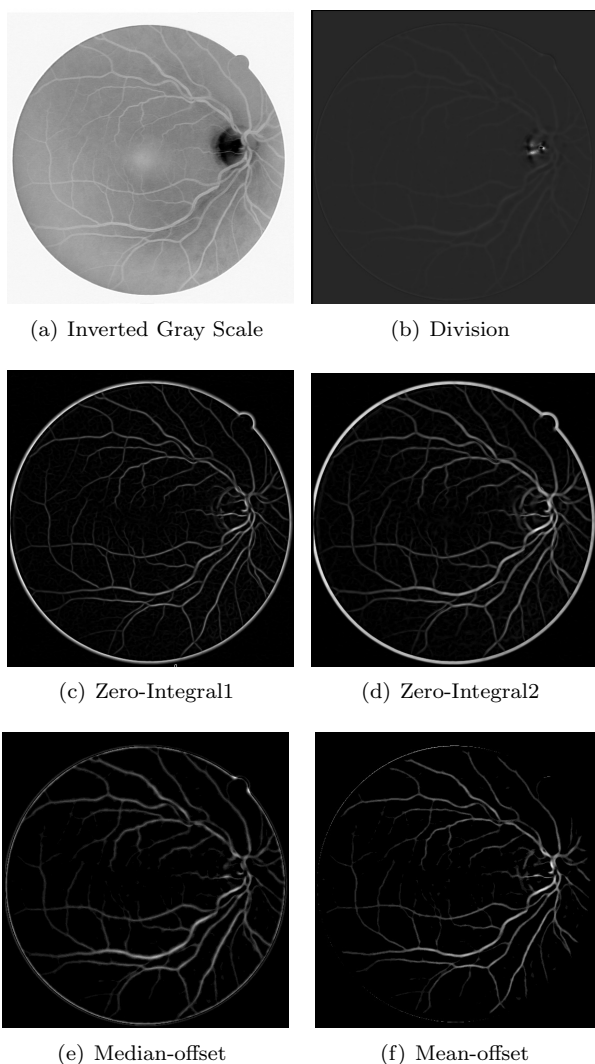 (a) Inverted Gray Scale
(b) Division
(c) Zero-Integral1
(d) Zero-Integral2
(e) Median-offset
(f) Mean-offset